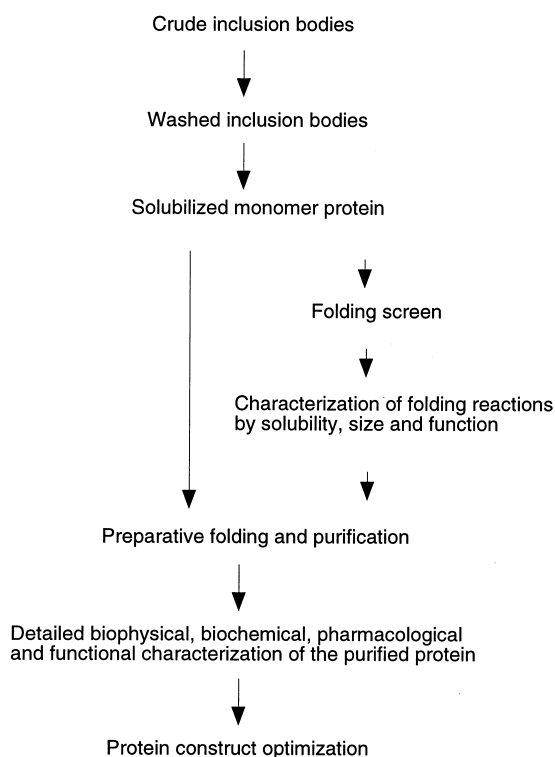 Crude inclusion bodies
Washed inclusion bodies
Solubilized monomer protein
Folding screen
Characterization of folding reactions
by solubility, size and function
Preparative folding and purification
Detailed biophysical, biochemical, pharmacological
and functional characterization of the purified protein
Protein construct optimization